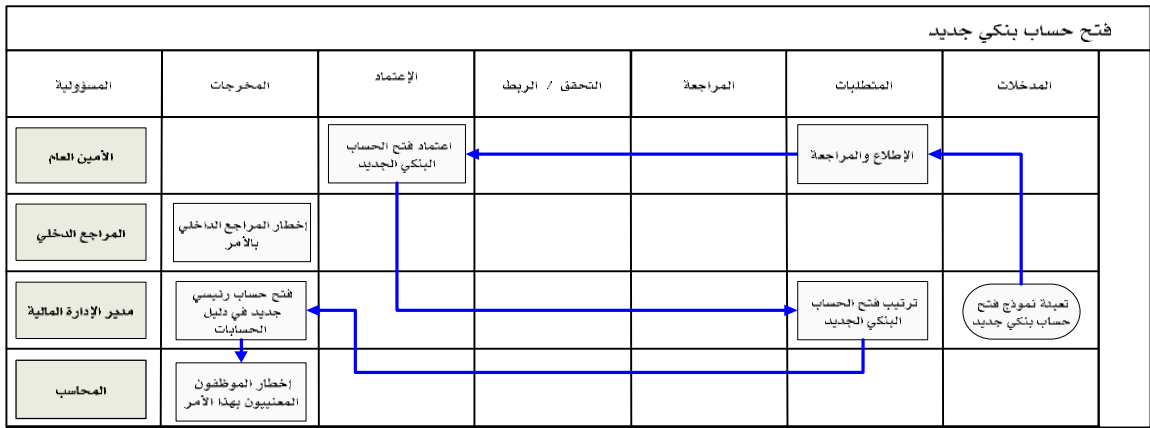 فتح حساب بنكي جديد
المدخلات
المتطلبات
المراجعة
التحقق / الربط
الإعتماد
المخرجات
المسؤولية
الإطلاع والمراجعة
اعتماد فتح الحساب
البنكي الجديد
الأمين العام
إخطار المراجع الداخلي
بالأمر
المراجع الدخلي
تعبئة نموذج فتح
حساب بنكي جديد
ترتيب فتح الحساب
البنكي الجديد
فتح حساب رئيسي
جديد في دليل
الحسابات
مدير الإدارة المالية
إخطار الموظفون
المعنييون بهذا الأمر
المحاسب